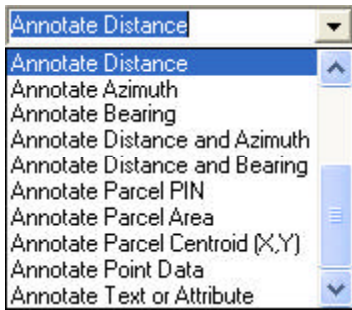 Annotate Distance
Annotate Distance
Annotate Azimuth
Annotate Bearing
Annotate Distance and Azimuth
Annotate Distance and Bearing
Annotate Parcel PIN
Annotate Parcel Area
Annotate Parcel Centroid (X,Y)
Annotate Point Data
Annotate Text or Attribute